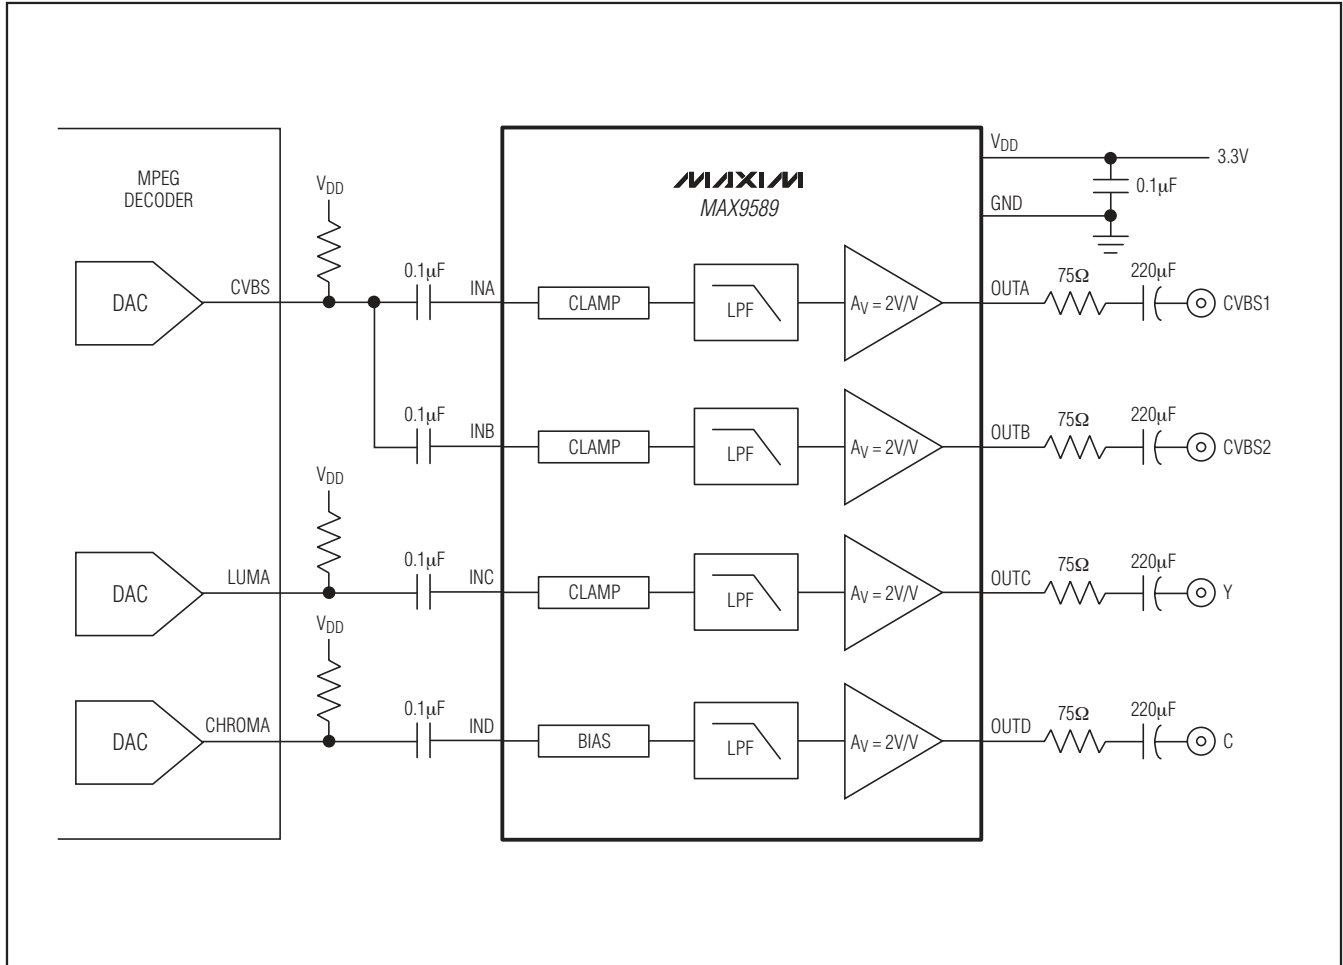 MPEG
DECODER
VDD
MAXIM
MAX9589
VDD
3.3V
0.1μF
GND
DAC
CVBS
0.1μF
INA
CLAMP
LPF
AV = 2V/V
OUTA
75Ω
220μF
CVBS1
0.1μF
INB
CLAMP
LPF
AV = 2V/V
OUTB
75Ω
220μF
CVBS2
VDD
DAC
LUMA
0.1μF
INC
CLAMP
LPF
AV = 2V/V
OUTC
75Ω
220μF
Y
VDD
DAC
CHROMA
0.1μF
IND
BIAS
LPF
AV = 2V/V
OUTD
75Ω
220μF
C